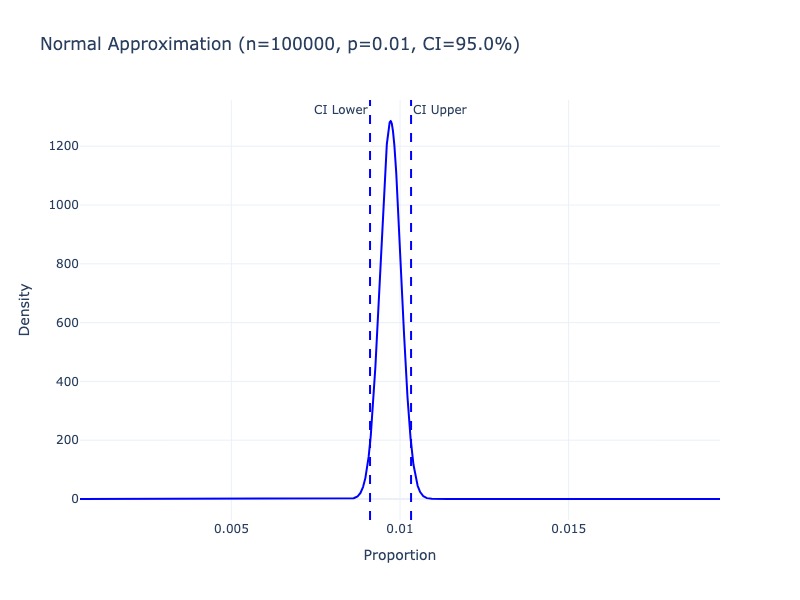 Normal Approximation (n=100000, p=0.01, CI=95.0%)
CI Lower
CI Upper
1200
1000
800
600
400
200
0
Density
0.005
0.01
0.015
Proportion